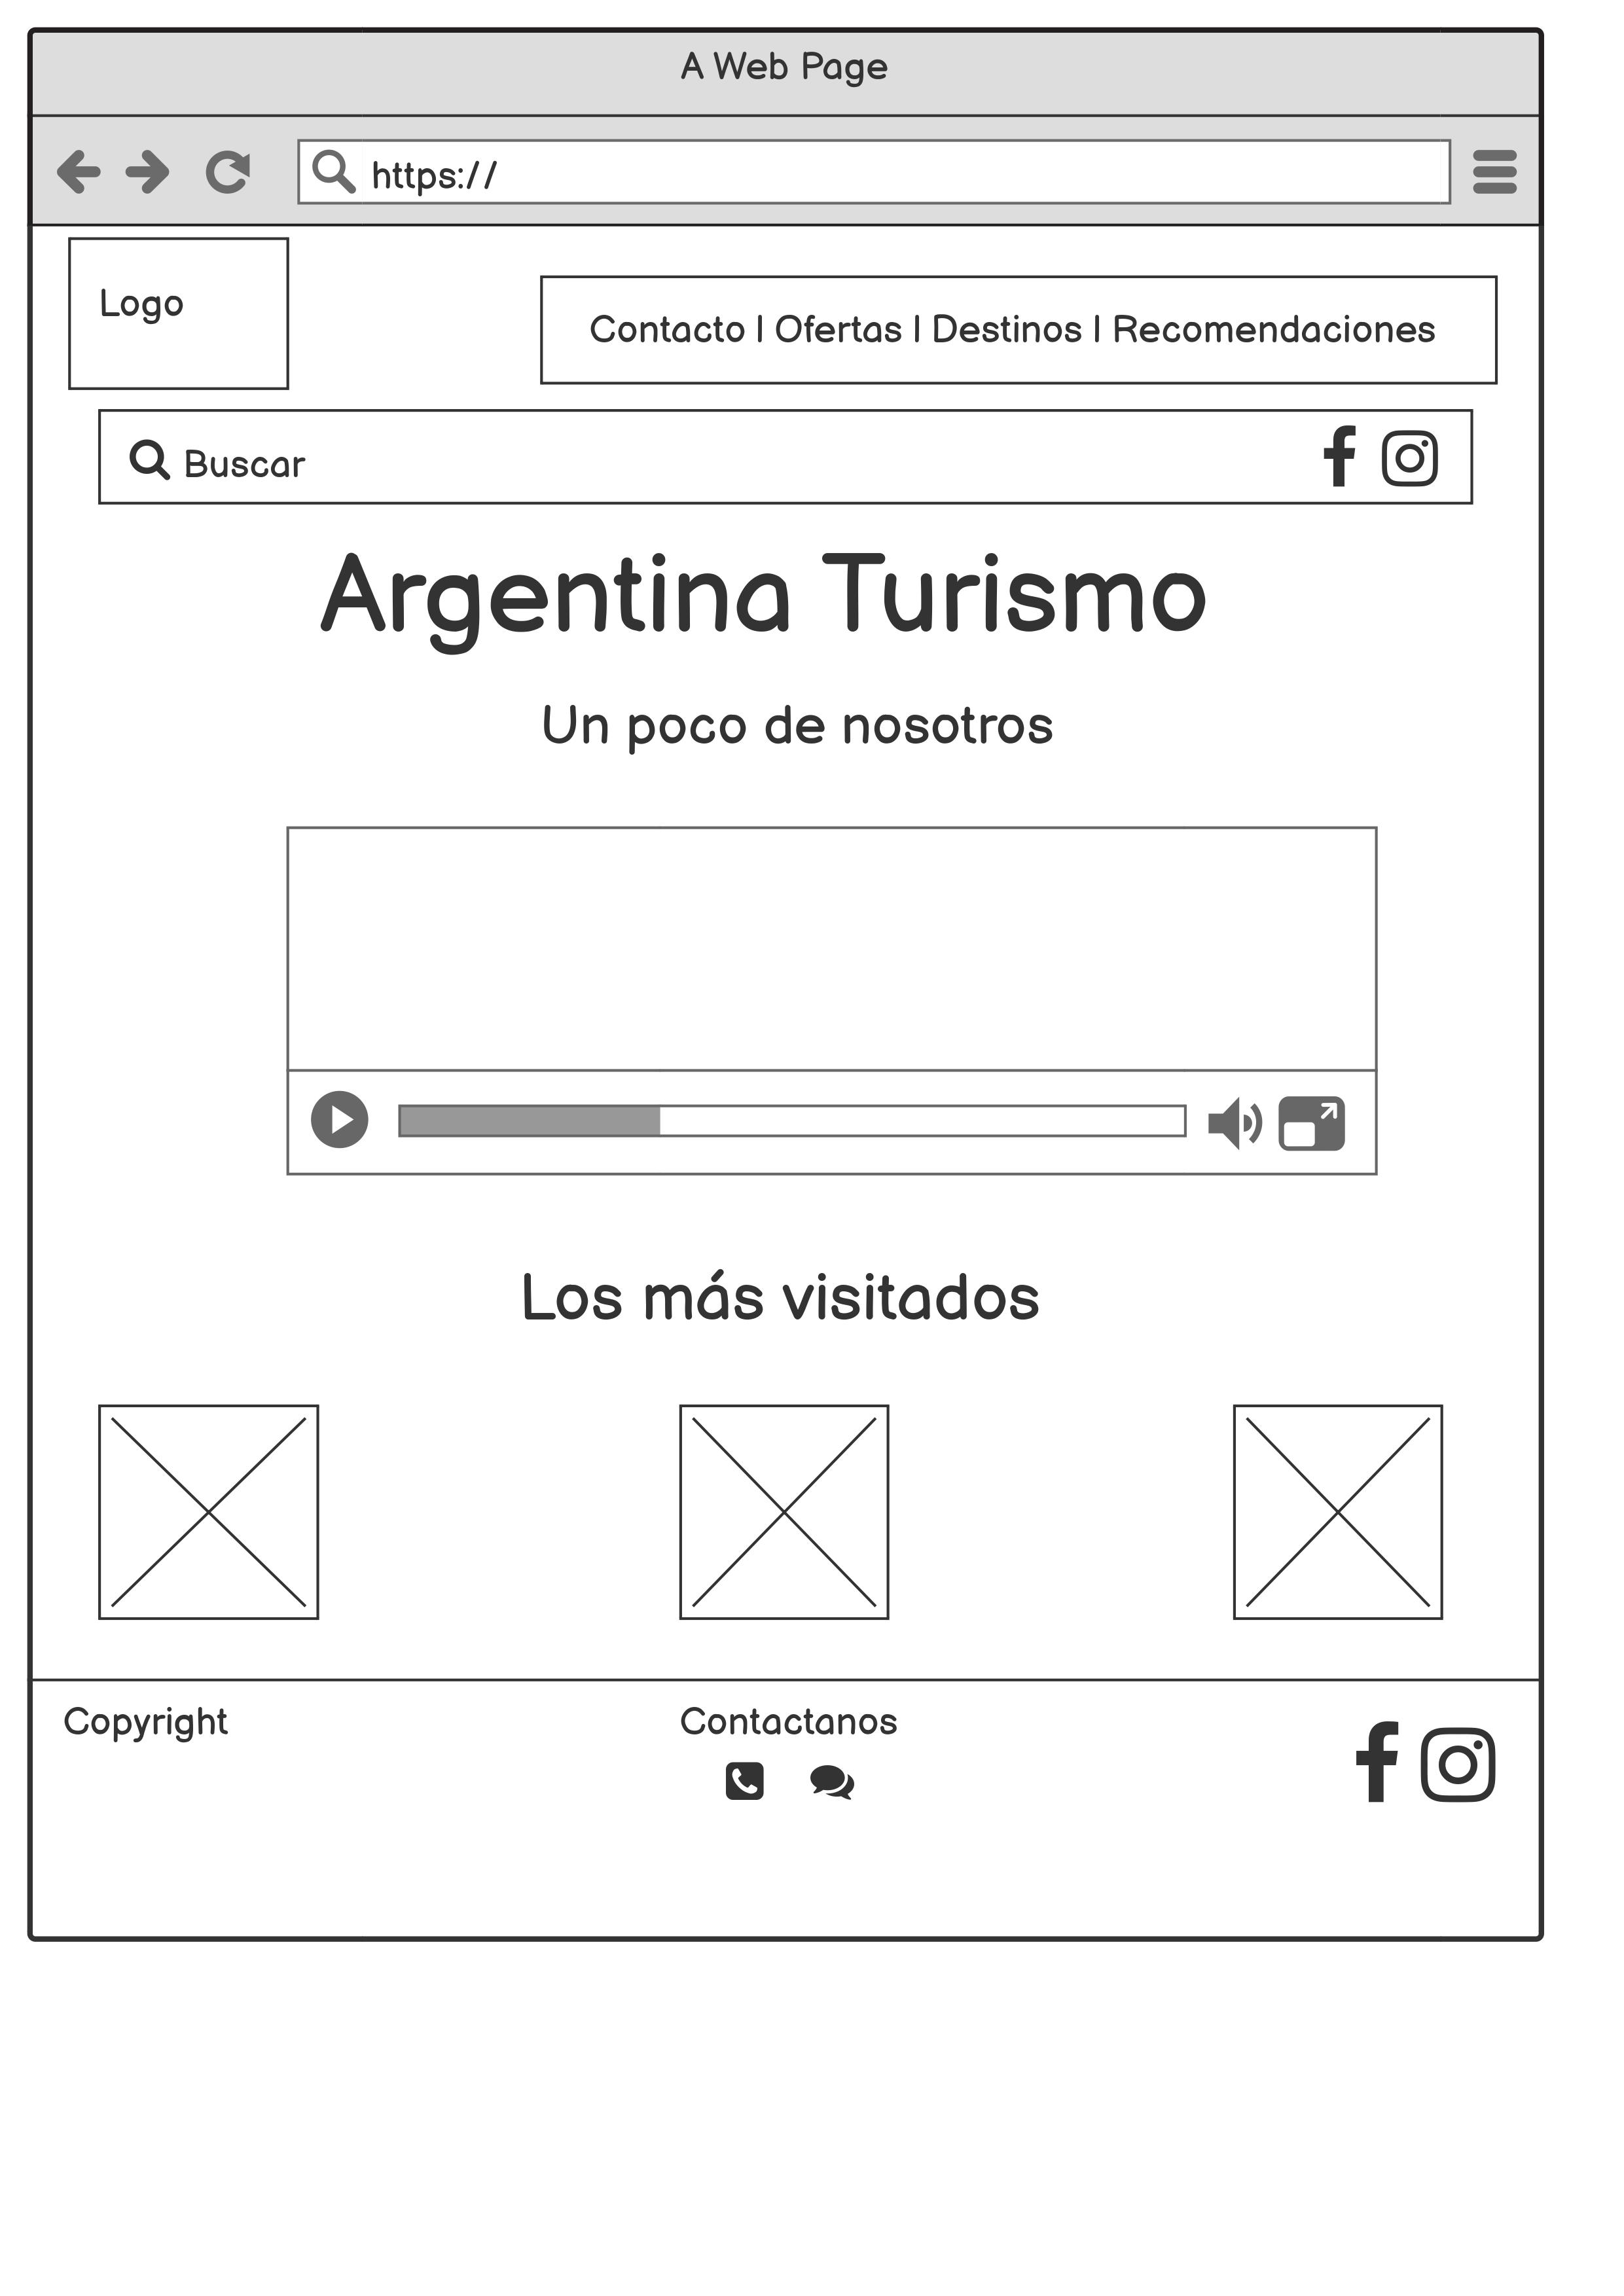 A Web Page
https://
Logo
Contacto | Ofertas | Destinos | Recomendaciones
Buscar
Argentina Turismo
Un poco de nosotros
Los más visitados
Copyright
Contactanos